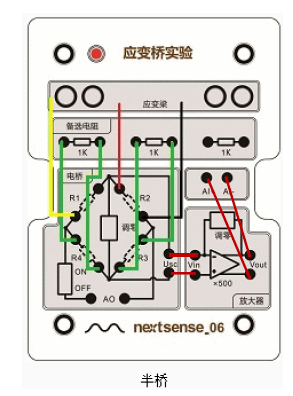 应变桥实验
应变梁
备选电阻
1K 1K 1K
电桥
R1 R2
AI+ AI-
调零 调零
R4 R3
ON
Usc Vin Vout
OFF
×500
AO
放大器
nextsense_06
半桥